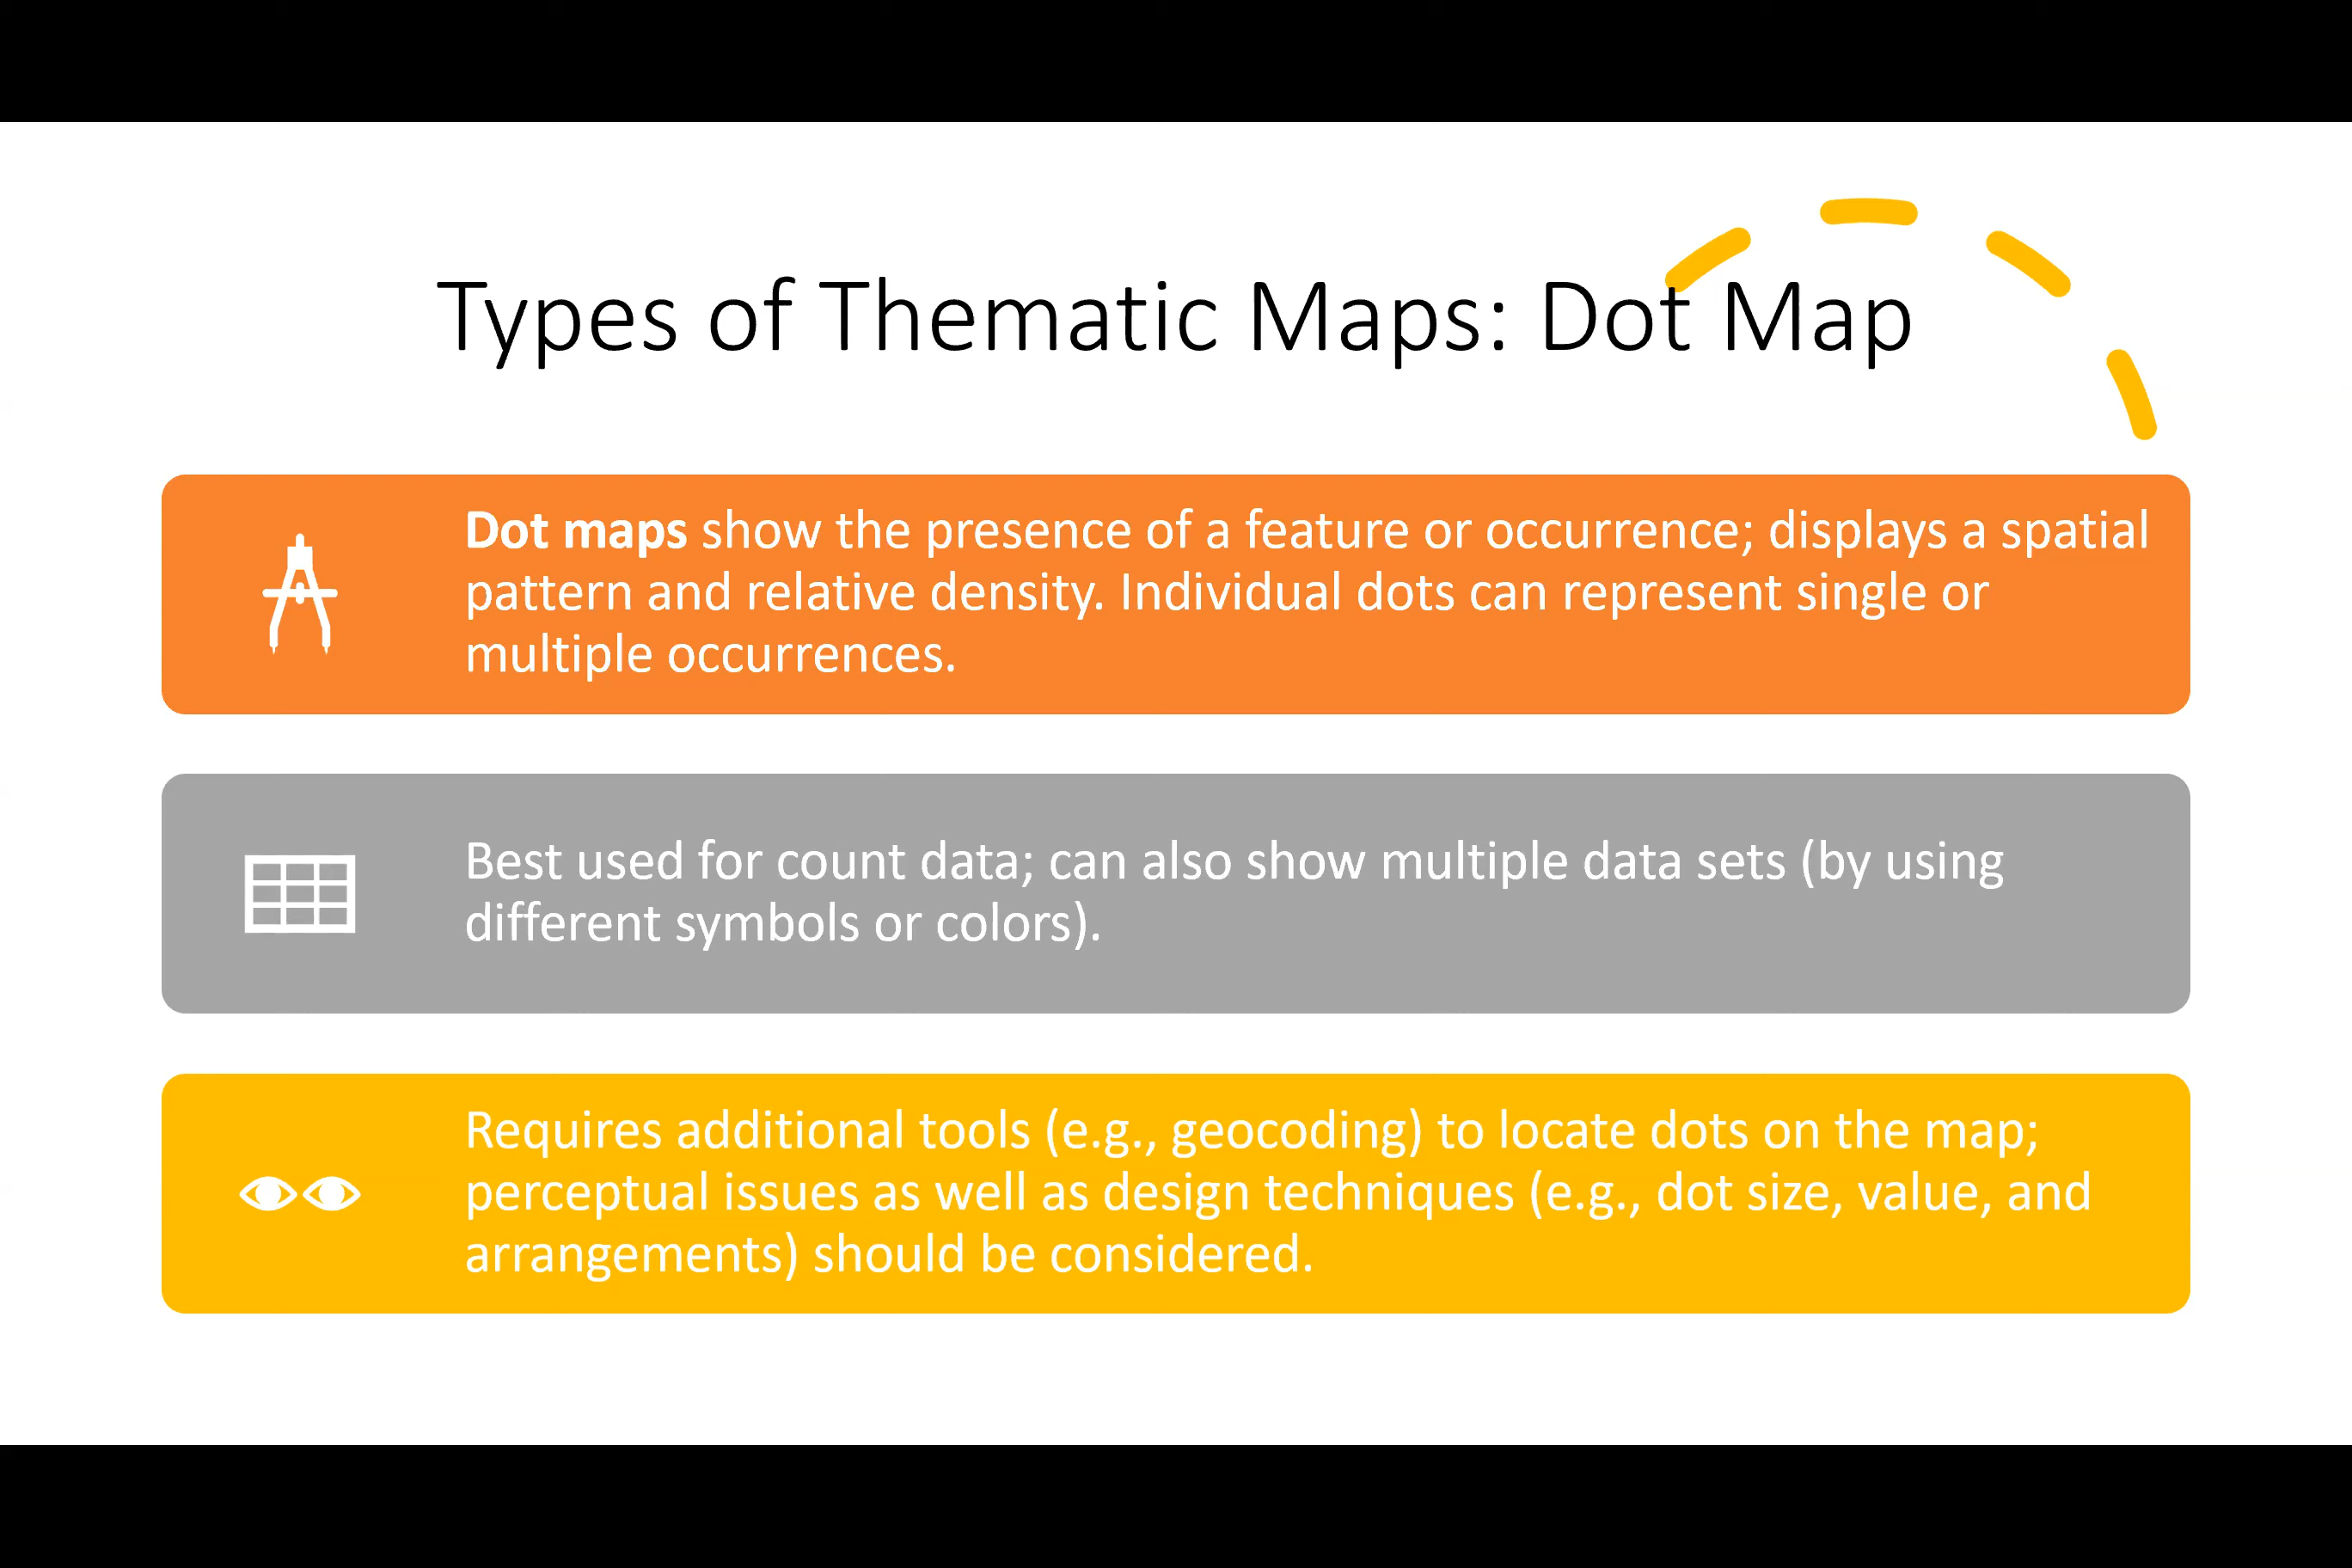 Types of Thematic Maps: Dot Map
Dot maps show the presence of a feature or occurrence; displays a spatial
pattern and relative density. Individual dots can represent single or
multiple occurrences.
Best used for count data; can also show multiple data sets (by using
different symbols or colors).
Requires additional tools (e.g., geocoding) to locate dots on the map;
perceptual issues as well as design techniques (e.g., dot size, value, and
arrangements) should be considered.